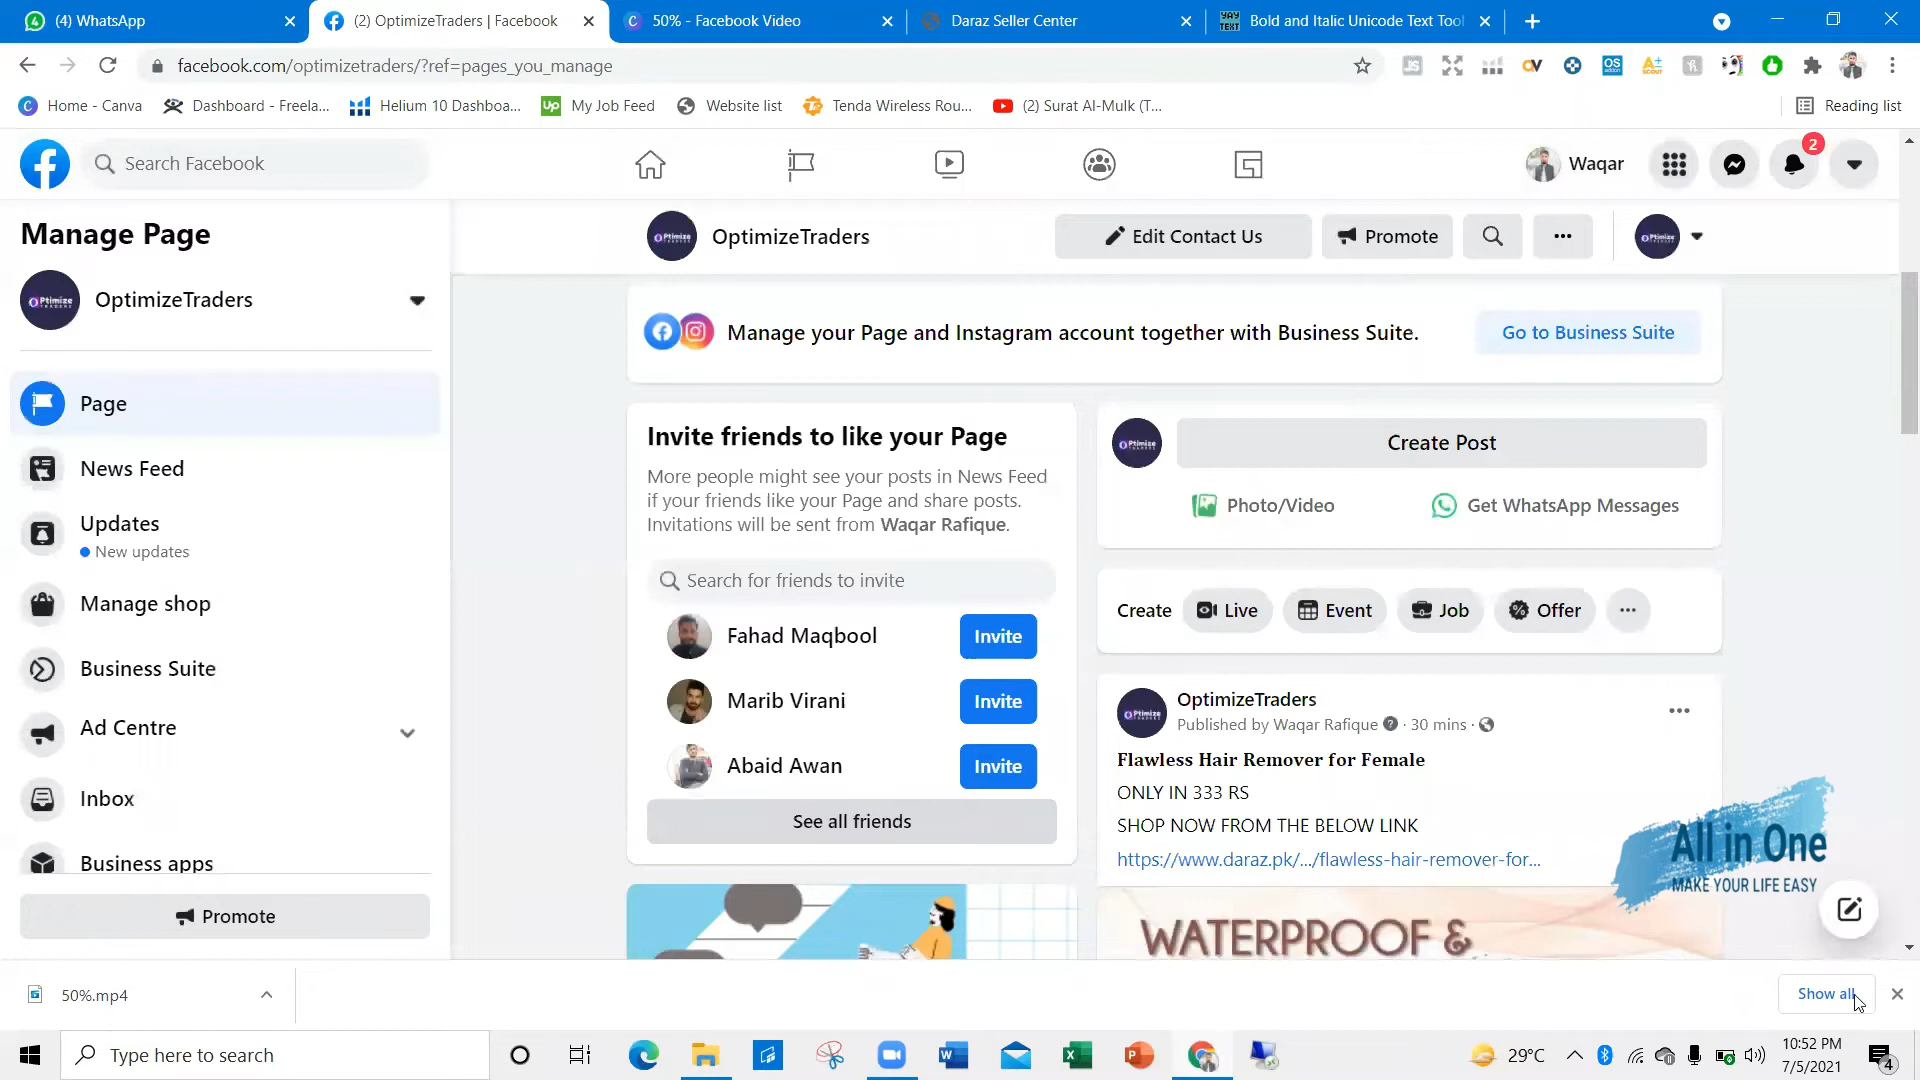 (4) WhatsApp
(2) OptimizeTraders | Facebook
50% - Facebook Video
Daraz Seller Center
Bold and Italic Unicode Text Tool
facebook.com/optimizetraders/?ref=pages_you_manage
Home - Canva
Dashboard - Freela...
Helium 10 Dashboa...
My Job Feed
Website list
Tenda Wireless Rou...
(2) Surat Al-Mulk (T...
Reading list
Search Facebook
Waqar
2
Manage Page
OptimizeTraders
Page
News Feed
Updates
New updates
Manage shop
Business Suite
Ad Centre
Inbox
Business apps
Promote
OptimizeTraders
Edit Contact Us
Promote
Manage your Page and Instagram account together with Business Suite.
Go to Business Suite
Invite friends to like your Page
More people might see your posts in News Feed
if your friends like your Page and share posts.
Invitations will be sent from Waqar Rafique.
Search for friends to invite
Fahad Maqbool
Invite
Marib Virani
Invite
Abaid Awan
Invite
See all friends
Create Post
Photo/Video
Get WhatsApp Messages
Create
Live
Event
Job
Offer
OptimizeTraders
Published by Waqar Rafique · 30 mins ·
Flawless Hair Remover for Female
ONLY IN 333 RS
SHOP NOW FROM THE BELOW LINK
https://www.daraz.pk/.../flawless-hair-remover-for...
WATERPROOF &
All in One
MAKE YOUR LIFE EASY
50%.mp4
Show all
Type here to search
29°C
10:52 PM
7/5/2021
4